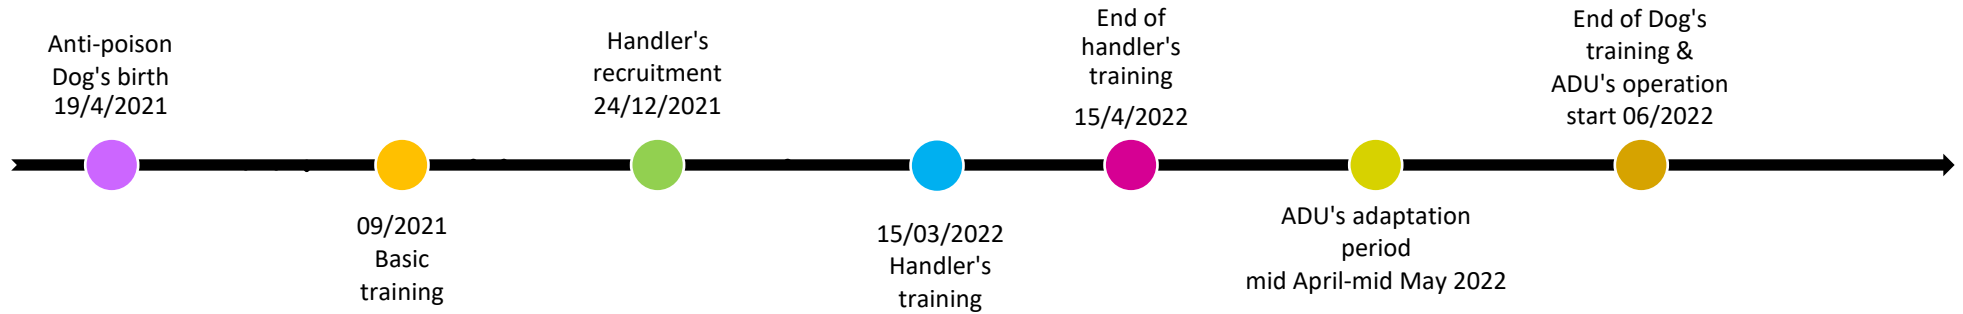 Anti-poison
Dog's birth
19/4/2021
09/2021
Basic
training
Handler's
recruitment
24/12/2021
15/03/2022
Handler's
training
End of
handler's
training
15/4/2022
ADU's adaptation
period
mid April-mid May 2022
End of Dog's
training &
ADU's operation
start 06/2022